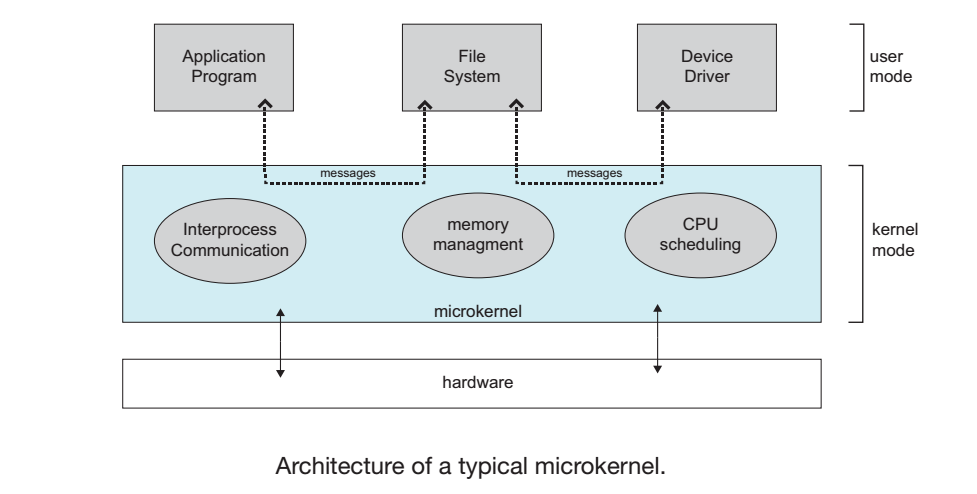 Application
Program
File
System
Device
Driver
user
mode
messages
messages
Interprocess
Communication
memory
managment
CPU
scheduling
kernel
mode
microkernel
hardware
Architecture of a typical microkernel.